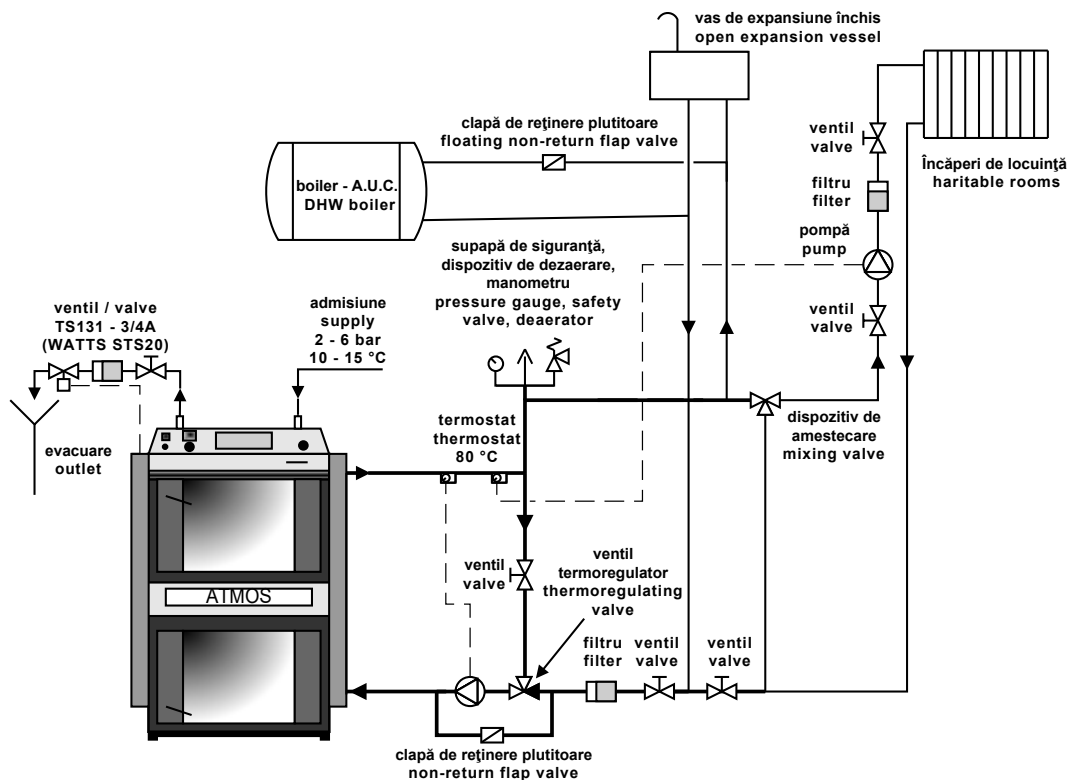 vas de expansiune închis
open expansion vessel
clapă de reţinere plutitoare
floating non-return flap valve
ventil
valve
Încăperi de locuinţă
haritable rooms
filtru
filter
boiler - A.U.C.
DHW boiler
pompă
pump
supapă de siguranţă,
dispozitiv de dezaerare,
manometru
pressure gauge, safety
valve, deaerator
ventil / valve
TS131 - 3/4A
(WATTS STS20)
admisiune
supply
2 - 6 bar
10 - 15 °C
ventil
valve
evacuare
outlet
termostat
thermostat
80 °C
dispozitiv de
amestecare
mixing valve
ventil
valve
ventil
termoregulator
thermoregulating
valve
ATMOS
filtru
filter
ventil
valve
ventil
valve
clapă de reţinere plutitoare
non-return flap valve